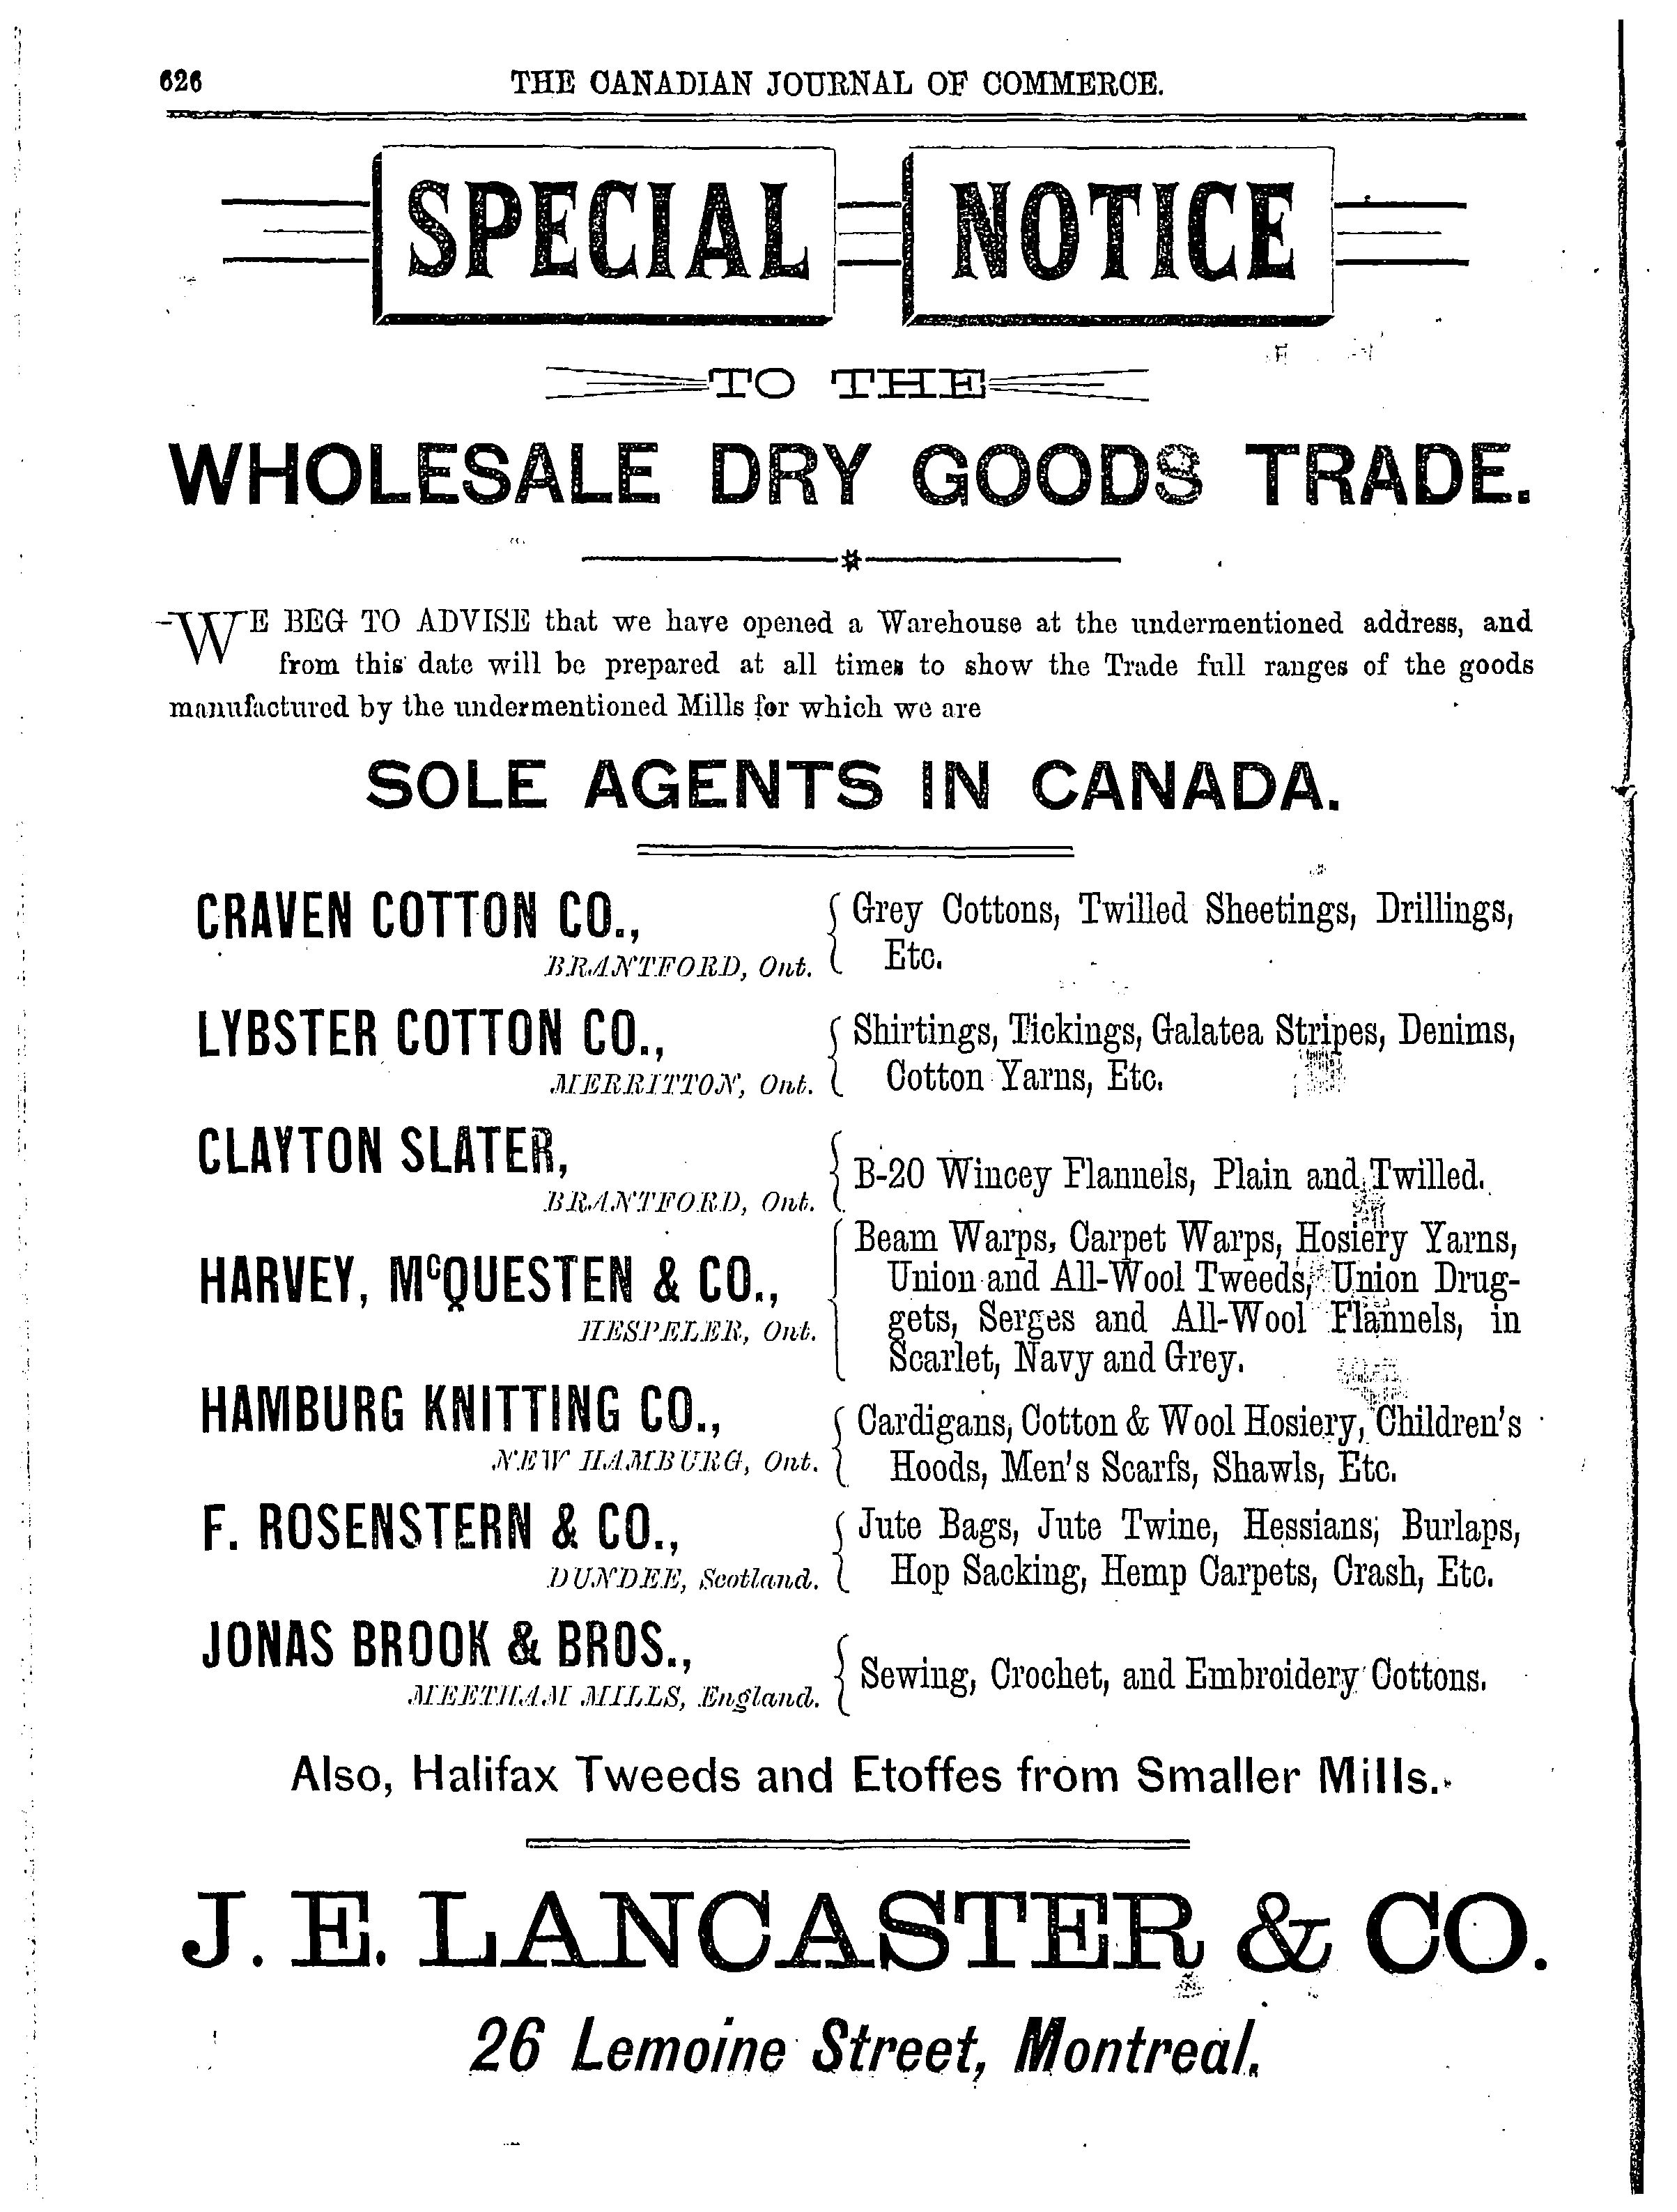 626
THE CANADIAN JOURNAL OF COMMERCE.
SPECIAL NOTICE
TO THE
WHOLESALE DRY GOODS TRADE.
WE BEG TO ADVISE that we have opened a Warehouse at the undermentioned address, and
from this date will be prepared at all times to show the Trade full ranges of the goods
manufactured by the undermentioned Mills for which we are
SOLE AGENTS IN CANADA.
CRAVEN COTTON CO.,
BRANTFORD, Ont.
Grey Cottons, Twilled Sheetings, Drillings,
Etc.
LYBSTER COTTON CO.,
MERRITTON, Ont.
Shirtings, Tickings, Galatea Stripes, Denims,
Cotton Yarns, Etc.
CLAYTON SLATER,
BRANTFORD, Ont.
B-20 Wincey Flannels, Plain and Twilled.
HARVEY, McQUESTEN & CO.,
HESPELER, Ont.
Beam Warps, Carpet Warps, Hosiery Yarns,
Union and All-Wool Tweeds, Union Drug-
gets, Serges and All-Wool Flannels, in
Scarlet, Navy and Grey.
HAMBURG KNITTING CO.,
NEW HAMBURG, Ont.
Cardigans, Cotton & Wool Hosiery, Children's
Hoods, Men's Scarfs, Shawls, Etc.
F. ROSENSTERN & CO.,
DUNDEE, Scotland.
Jute Bags, Jute Twine, Hessians; Burlaps,
Hop Sacking, Hemp Carpets, Crash, Etc.
JONAS BROOK & BROS.,
MEETHAM MILLS, England.
Sewing, Crochet, and Embroidery Cottons.
Also, Halifax Tweeds and Etoffes from Smaller Mills.
J. E. LANCASTER & CO.
26 Lemoine Street, Montreal.